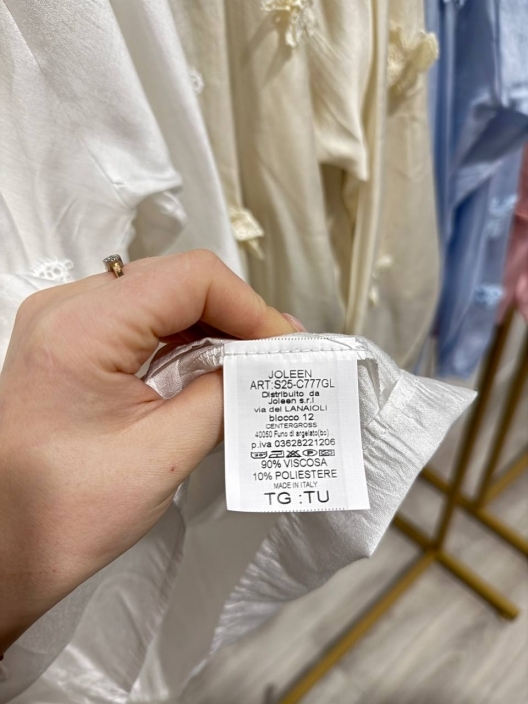 JOLEEN
ART:S25-C777GL
Distribuito da
Joleen s.r.l
via dei LANAIOLI
blocco 12
CENTERGROSS
40050 Funo di argelato(bo)
p.iva 03628221206
90% VISCOSA
10% POLIESTERE
MADE IN ITALY
TG :TU